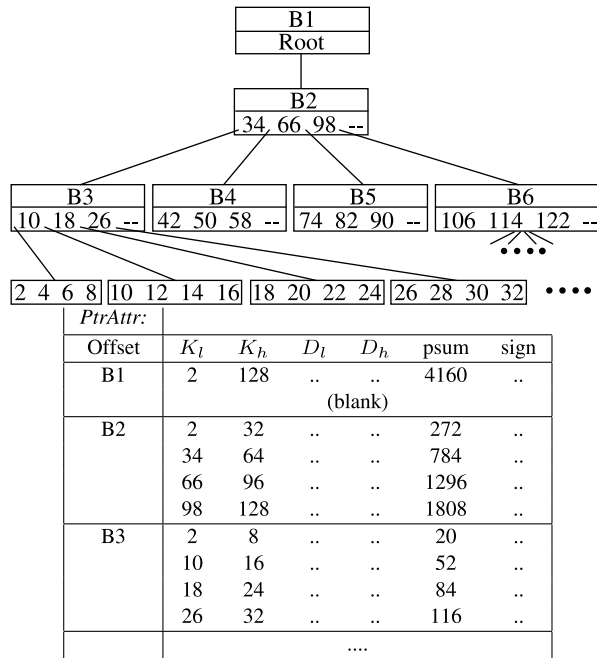 B1
Root
B2
34 66 98 --
B3 B4 B5 B6
10 18 26 -- 42 50 58 -- 74 82 90 -- 106 114 122 --
2 4 6 8 10 12 14 16 18 20 22 24 26 28 30 32
PtrAttr:
Offset K_l K_h D_l D_h psum sign
B1 2 128 .. .. 4160 ..
(blank)
B2 2 32 .. .. 272 ..
34 64 .. .. 784 ..
66 96 .. .. 1296 ..
98 128 .. .. 1808 ..
B3 2 8 .. .. 20 ..
10 16 .. .. 52 ..
18 24 .. .. 84 ..
26 32 .. .. 116 ..
....